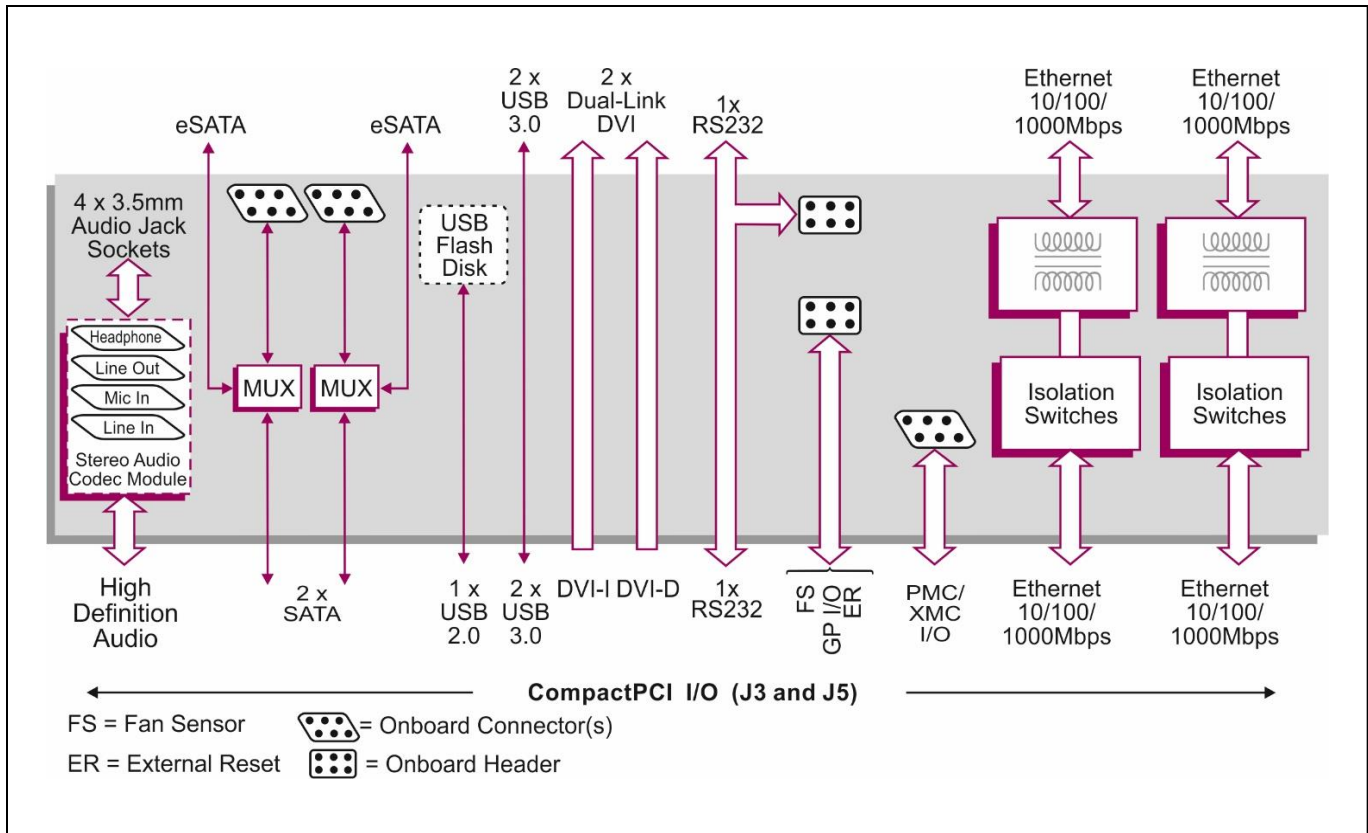 2 x
USB
3.0
2 x
Dual-Link
DVI
1x
RS232
Ethernet
10/100/
1000Mbps
Ethernet
10/100/
1000Mbps
eSATA
eSATA
4 x 3.5mm
Audio Jack
Sockets
USB
Flash
Disk
Headphone
Line Out
Mic In
Line In
Stereo Audio
Codec Module
MUX
MUX
Isolation
Switches
Isolation
Switches
High
Definition
Audio
2 x
SATA
1 x
USB
2.0
2 x
USB
3.0
DVI-I
DVI-D
1x
RS232
FS
GP I/O
ER
PMC/
XMC
I/O
Ethernet
10/100/
1000Mbps
Ethernet
10/100/
1000Mbps
CompactPCI I/O (J3 and J5)
FS = Fan Sensor
= Onboard Connector(s)
ER = External Reset
= Onboard Header